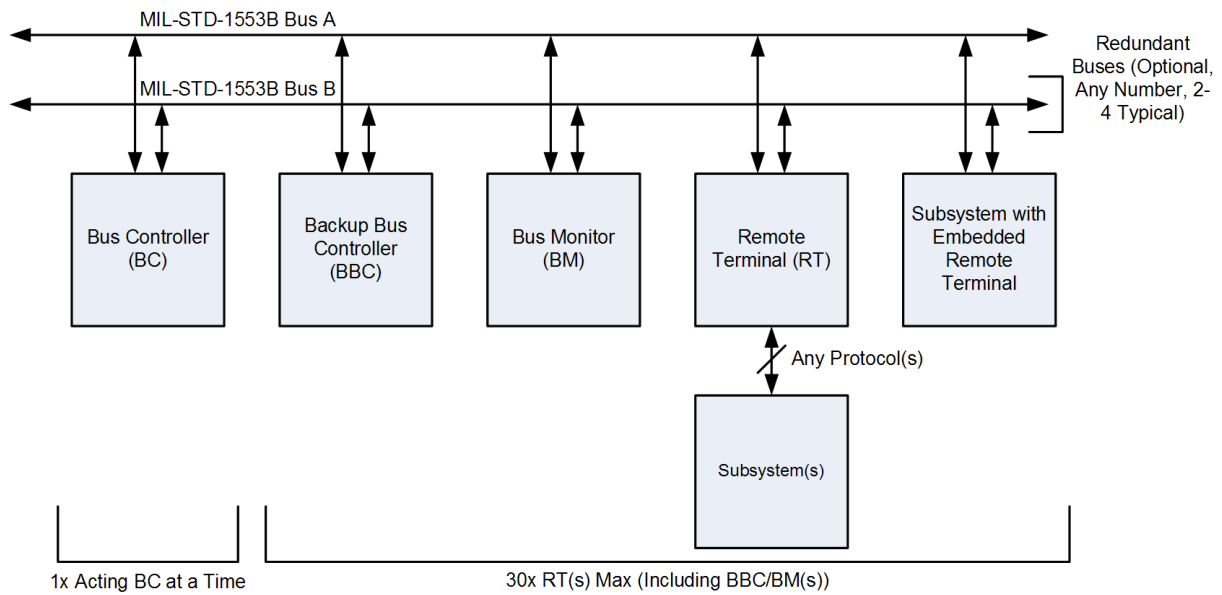 MIL-STD-1553B Bus A
MIL-STD-1553B Bus B
Redundant
Buses (Optional,
Any Number, 2-
4 Typical)
Bus Controller
(BC)
Backup Bus
Controller
(BBC)
Bus Monitor
(BM)
Remote
Terminal (RT)
Subsystem with
Embedded
Remote
Terminal
Any Protocol(s)
Subsystem(s)
1x Acting BC at a Time
30x RT(s) Max (Including BBC/BM(s))